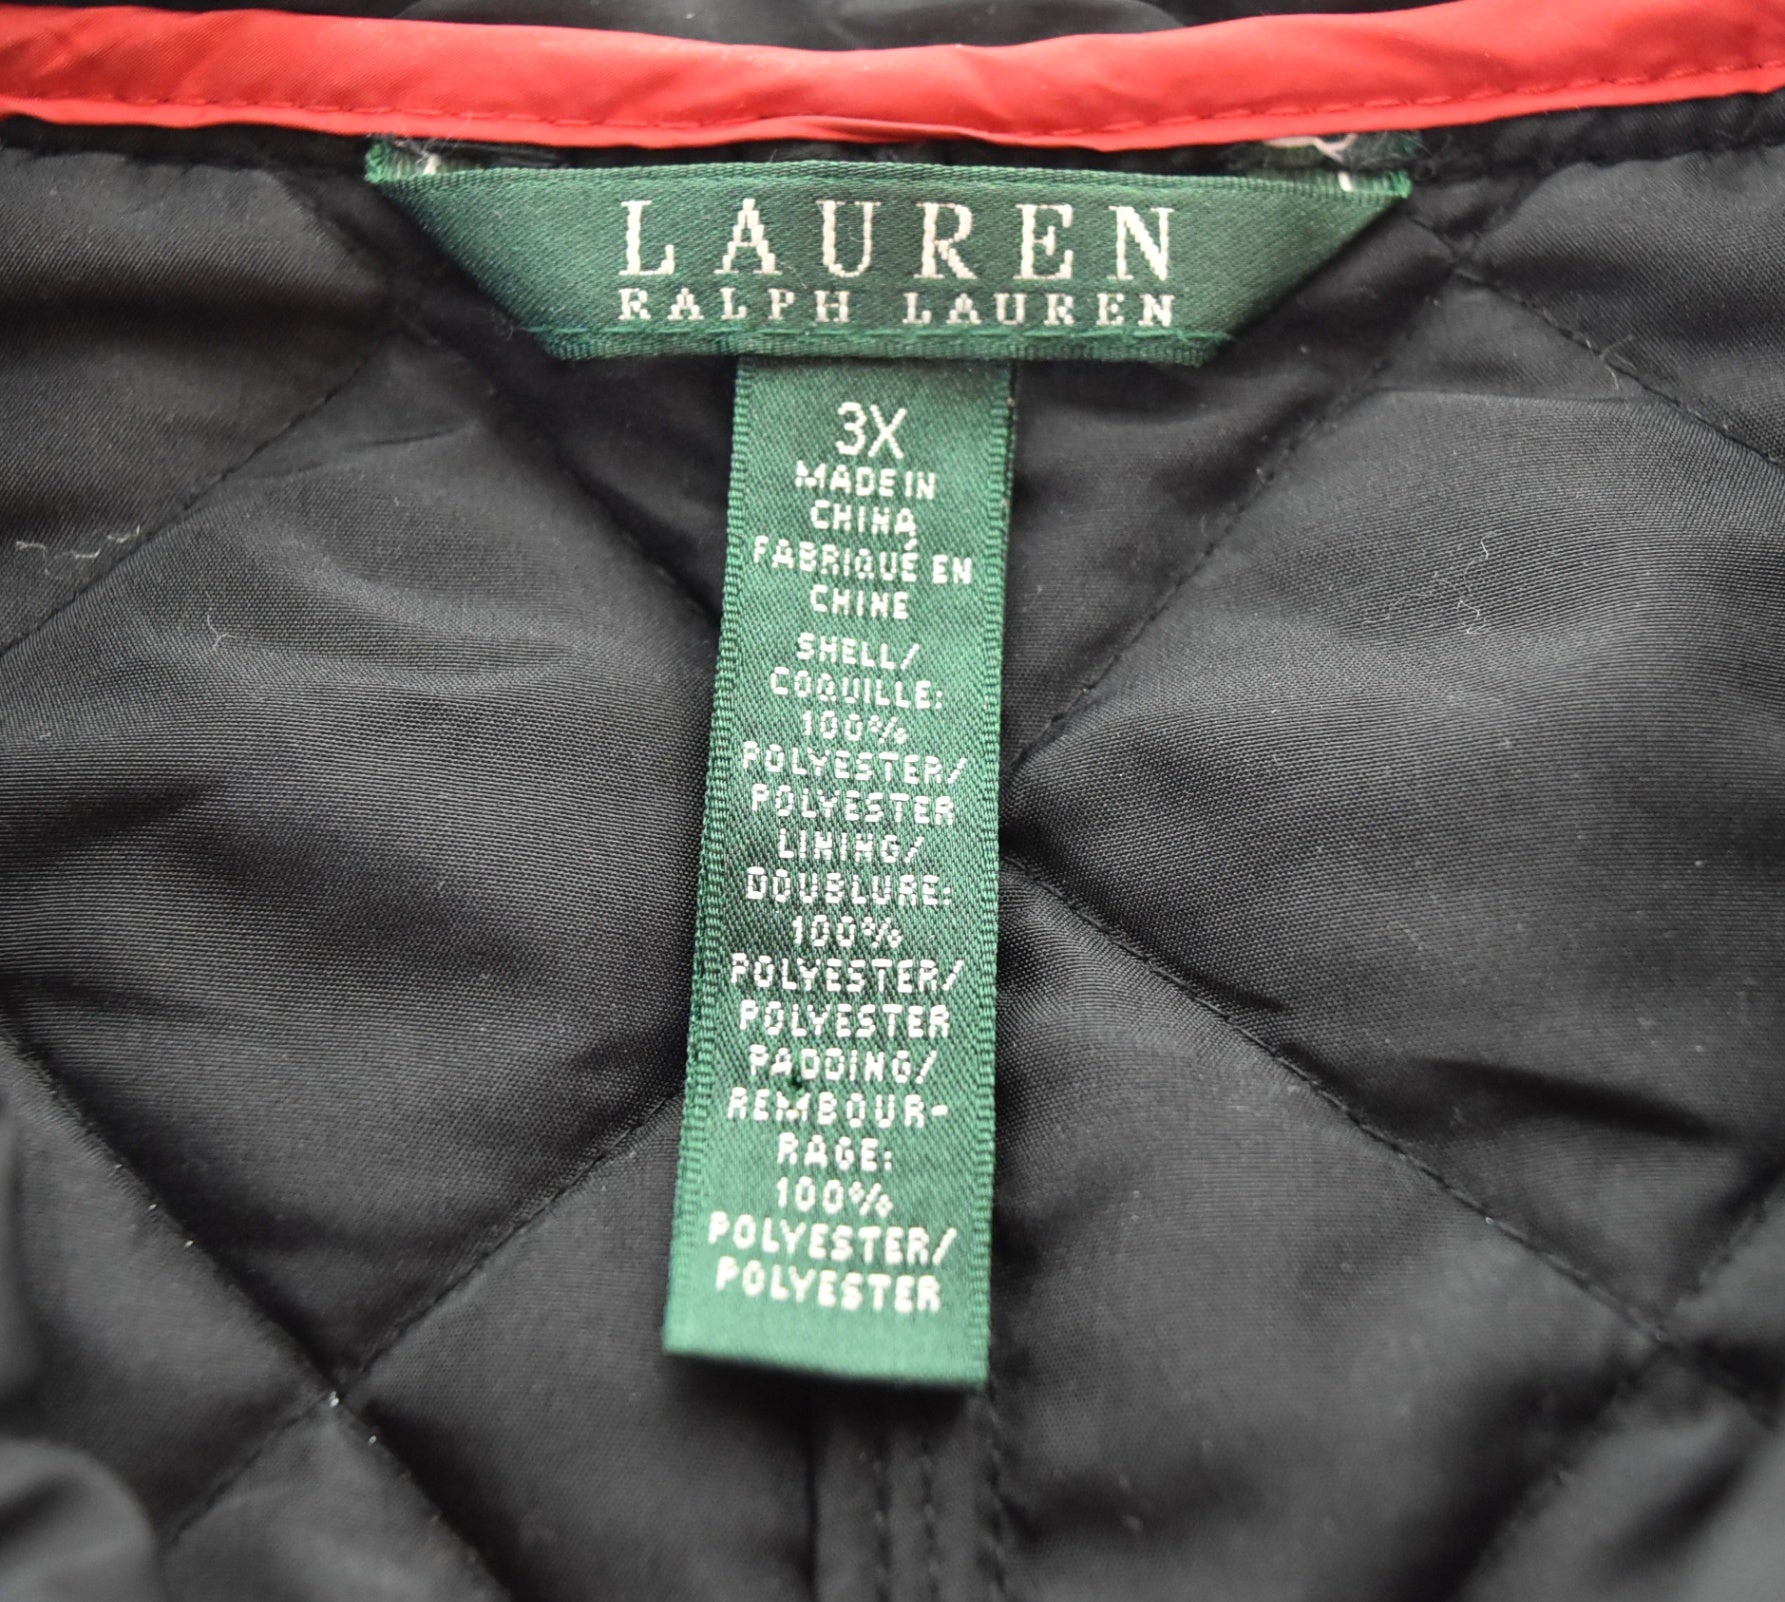 LAUREN
RALPH LAUREN
3X
MADE IN
CHINA
FABRIQUÉ EN
CHINE
SHELL/
COQUILLE:
100%
POLYESTER/
POLYESTER
LINING/
DOUBLURE:
100%
POLYESTER/
POLYESTER
PADDING/
REMBOUR-
RAGE:
100%
POLYESTER/
POLYESTER